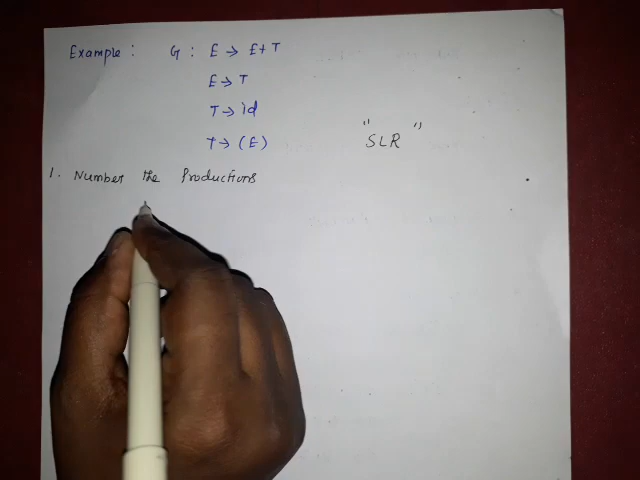 Example : G : E → E+T
E → T
T → id
T → (E)
"SLR"
1. Number the Productions